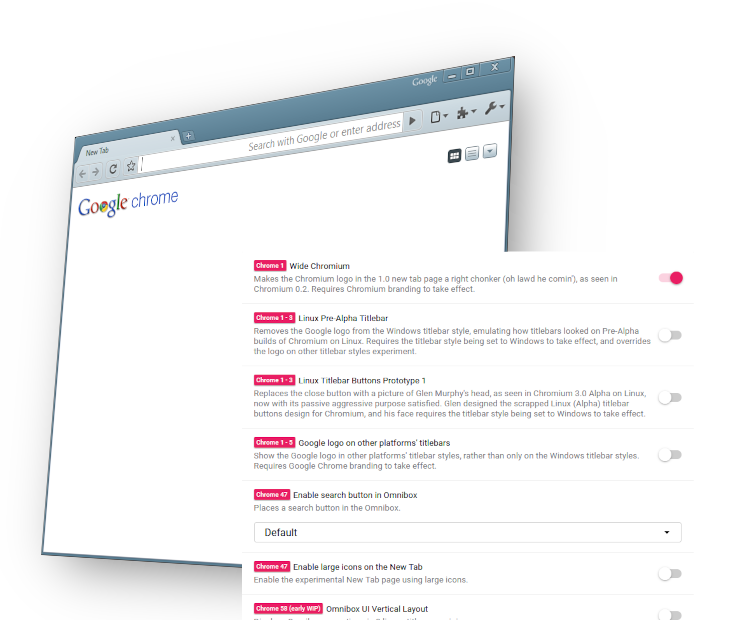 Google
New Tab
Search with Google or enter address
Google chrome
Chrome 1 Wide Chromium
Makes the Chromium logo in the 1.0 new tab page a right chonker (oh lawd he comin'), as seen in
Chromium 0.2. Requires Chromium branding to take effect.
Chrome 1 - 3 Linux Pre-Alpha Titlebar
Removes the Google logo from the Windows titlebar style, emulating how titlebars looked on Pre-Alpha
builds of Chromium on Linux. Requires the titlebar style being set to Windows to take effect, and overrides
the logo on other titlebar styles experiment.
Chrome 1 - 3 Linux Titlebar Buttons Prototype 1
Replaces the close button with a picture of Glen Murphy's head, as seen in Chromium 3.0 Alpha on Linux,
now with its passive aggressive purpose satisfied. Glen designed the scrapped Linux (Alpha) titlebar
buttons design for Chromium, and his face requires the titlebar style being set to Windows to take effect.
Chrome 1 - 5 Google logo on other platforms' titlebars
Show the Google logo in other platforms' titlebar styles, rather than only on the Windows titlebar styles.
Requires Google Chrome branding to take effect.
Chrome 47 Enable search button in Omnibox
Places a search button in the Omnibox.
Default
Chrome 47 Enable large icons on the New Tab
Enable the experimental New Tab page using large icons.
Chrome 58 (early WIP) Omnibox UI Vertical Layout